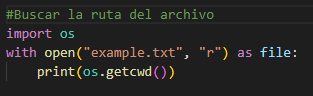 #Buscar la ruta del archivo
import os
with open("example.txt", "r") as file:
    print(os.getcwd())